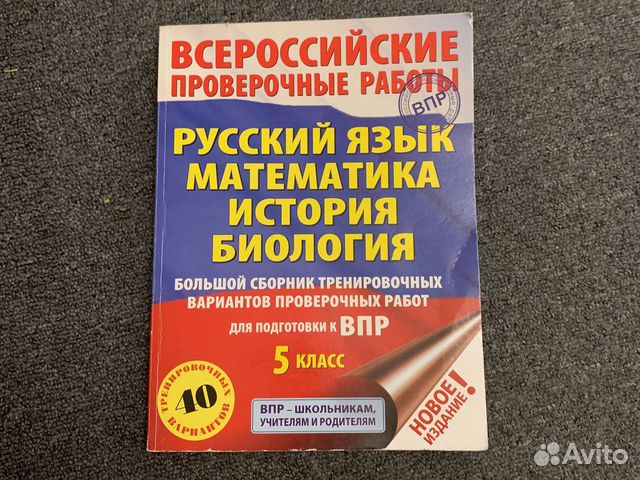 ВСЕРОССИЙСКИЕ
ПРОВЕРОЧНЫЕ РАБОТЫ
ВПР
РУССКИЙ ЯЗЫК
МАТЕМАТИКА
ИСТОРИЯ
БИОЛОГИЯ
БОЛЬШОЙ СБОРНИК ТРЕНИРОВОЧНЫХ
ВАРИАНТОВ ПРОВЕРОЧНЫХ РАБОТ
ДЛЯ ПОДГОТОВКИ К ВПР
5 КЛАСС
ТРЕНИРОВОЧНЫХ
40
ВАРИАНТОВ
ВПР – ШКОЛЬНИКАМ,
УЧИТЕЛЯМ И РОДИТЕЛЯМ
НОВОЕ
ИЗДАНИЕ!
Avito